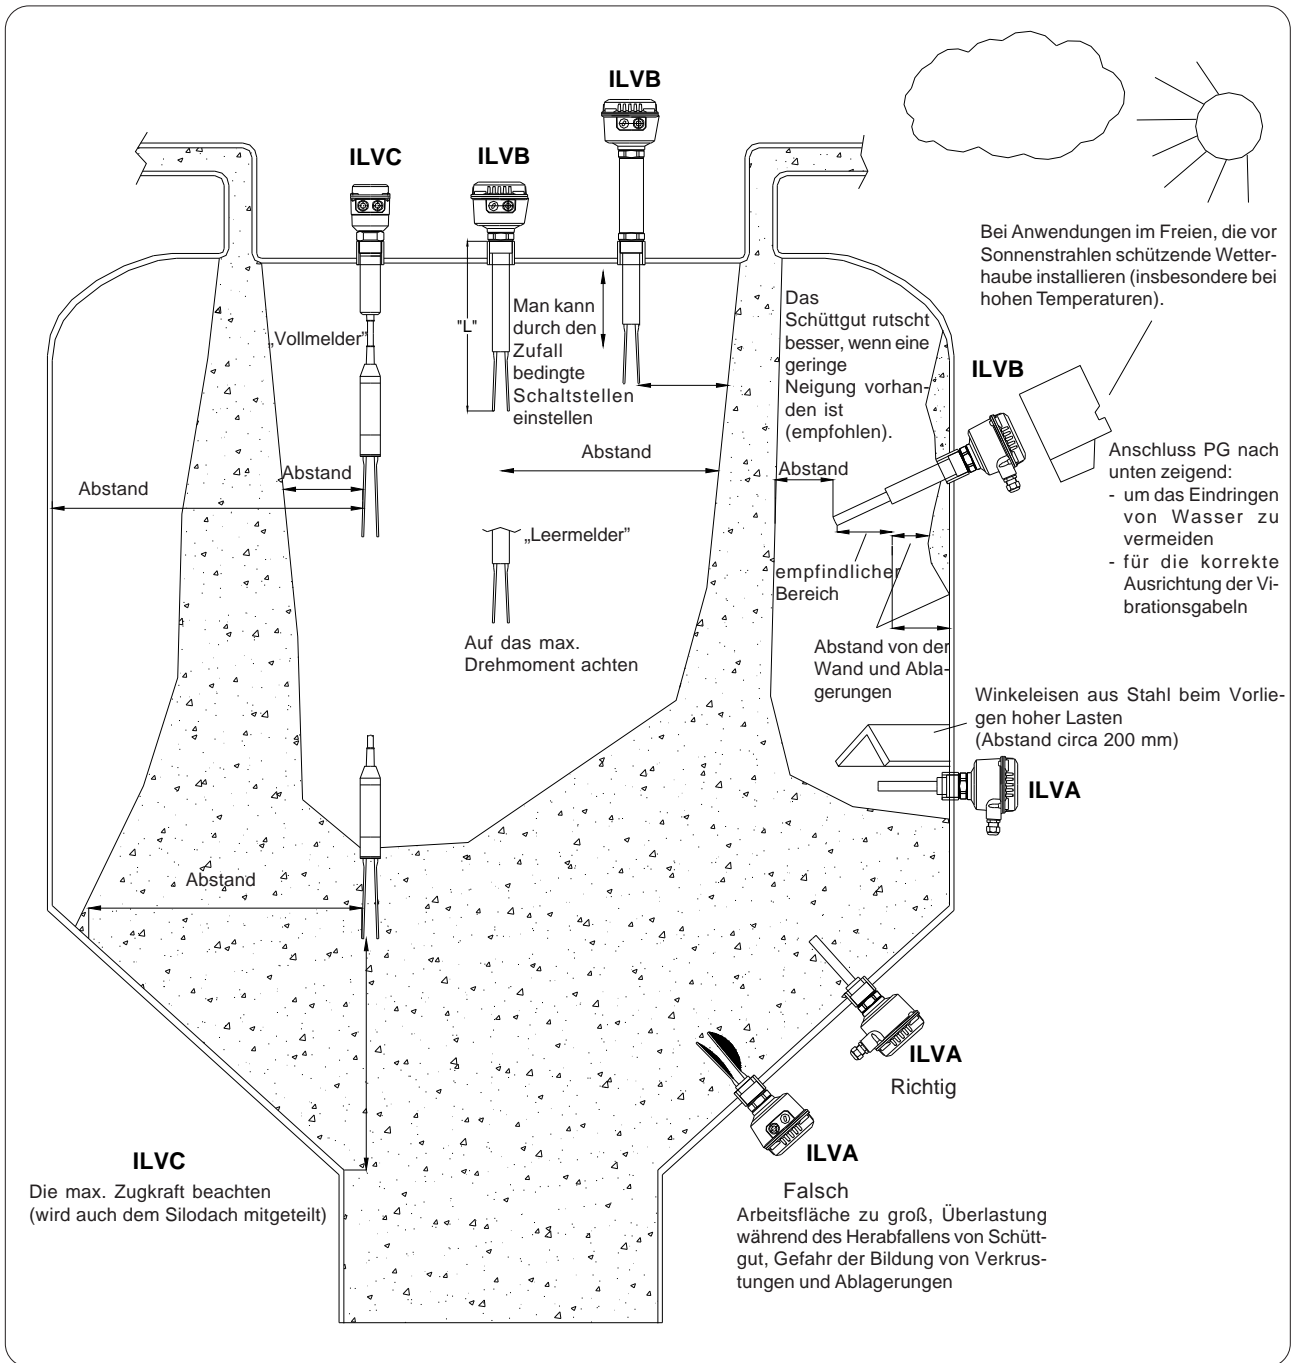 ILVB
ILVC
ILVB
Bei Anwendungen im Freien, die vor
Sonnenstrahlen schützende Wetter-
haube installieren (insbesondere bei
hohen Temperaturen).
"L"
„Vollmelder”
Man kann
durch den
Zufall
bedingte
Schaltstellen
einstellen
Das
Schüttgut rutscht
besser, wenn eine
geringe
Neigung vorhan-
den ist
(empfohlen).
ILVB
Anschluss PG nach
unten zeigend:
- um das Eindringen
von Wasser zu
vermeiden
- für die korrekte
Ausrichtung der Vi-
brationsgabeln
Abstand
Abstand
Abstand
Abstand
„Leermelder”
empfindlicher
Bereich
Auf das max.
Drehmoment achten
Abstand von der
Wand und Abla-
gerungen
Winkeleisen aus Stahl beim Vorlie-
gen hoher Lasten
(Abstand circa 200 mm)
ILVA
Abstand
ILVA
Richtig
ILVC
Die max. Zugkraft beachten
(wird auch dem Silodach mitgeteilt)
ILVA
Falsch
Arbeitsfläche zu groß, Überlastung
während des Herabfallens von Schütt-
gut, Gefahr der Bildung von Verkrus-
tungen und Ablagerungen